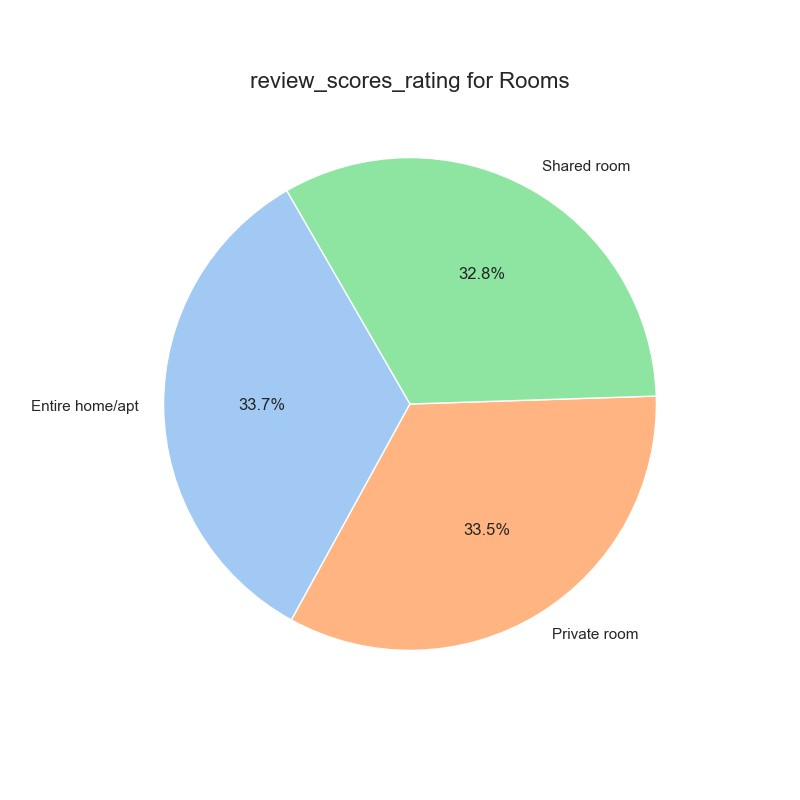 review_scores_rating for Rooms
Shared room
32.8%
Entire home/apt
33.7%
33.5%
Private room